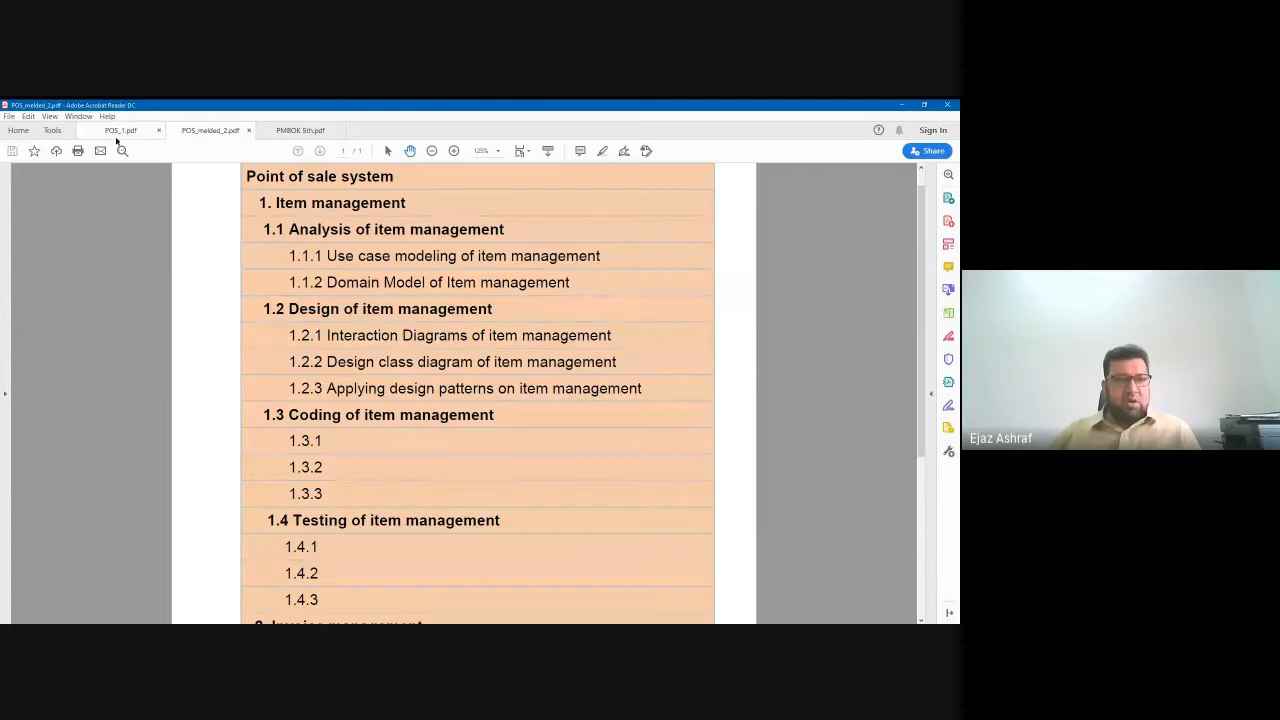 POS_melded_2.pdf - Adobe Acrobat Reader DC
File Edit View Window Help
Home Tools POS_1.pdf × POS_melded_2.pdf × PMBOK 5th.pdf Sign In
1 / 1 125% Share
Point of sale system
1. Item management
1.1 Analysis of item management
1.1.1 Use case modeling of item management
1.1.2 Domain Model of Item management
1.2 Design of item management
1.2.1 Interaction Diagrams of item management
1.2.2 Design class diagram of item management
1.2.3 Applying design patterns on item management
1.3 Coding of item management
1.3.1
1.3.2
1.3.3
1.4 Testing of item management
1.4.1
1.4.2
1.4.3
2. Invoice management
Ejaz Ashraf